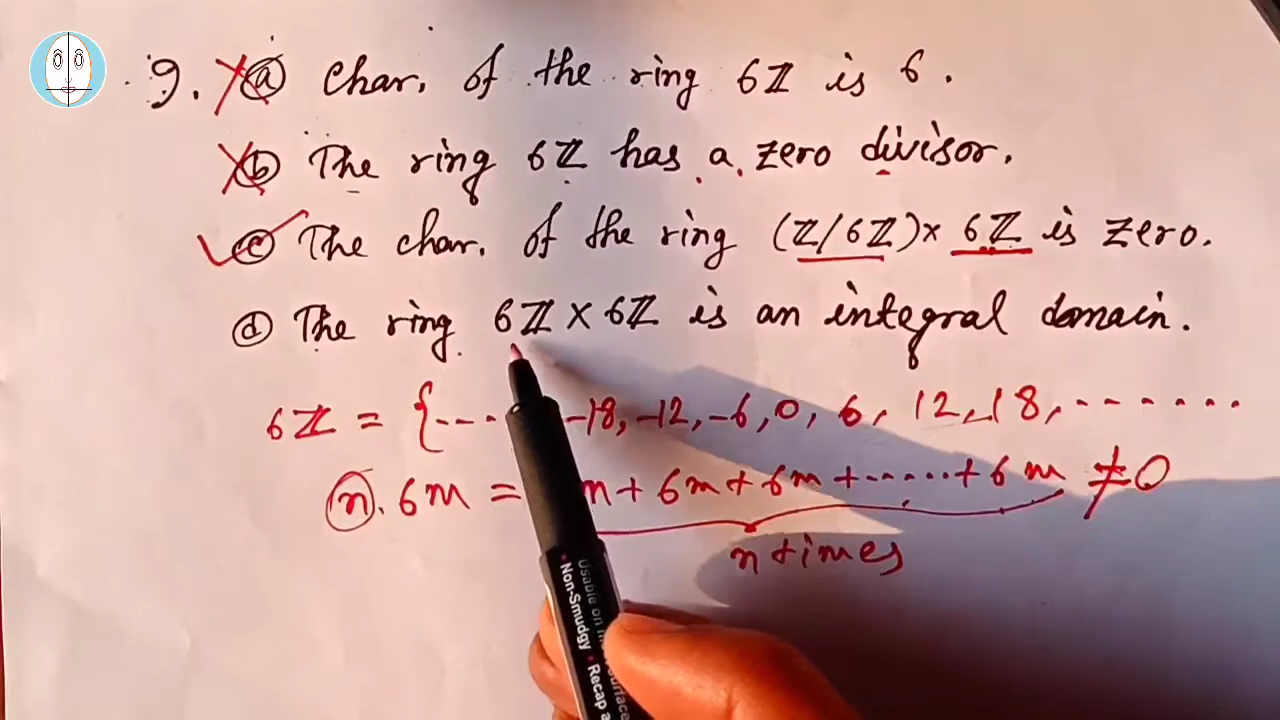 9. (a) Char. of the ring 6ℤ is 6.
(b) The ring 6ℤ has a zero divisor.
(c) The char. of the ring (ℤ/6ℤ)× 6ℤ is zero.
(d) The ring 6ℤ × 6ℤ is an integral domain.
6ℤ = {.... -18, -12, -6, 0, 6, 12, 18, .......
n. 6m = + 6m + 6m + ..... + 6m ≠ 0
n times
Usable on
• Non-Smudgy
• Recap